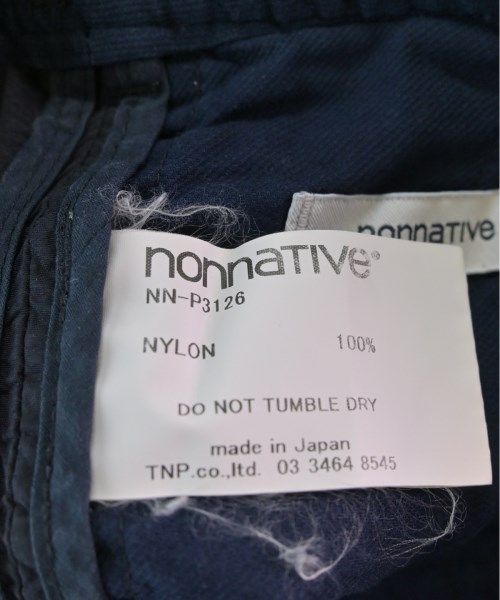 nonnaTIVE
nonnaTIVE®
NN-P3126
NYLON 100%
DO NOT TUMBLE DRY
made in Japan
TNP.co.,ltd. 03 3464 8545